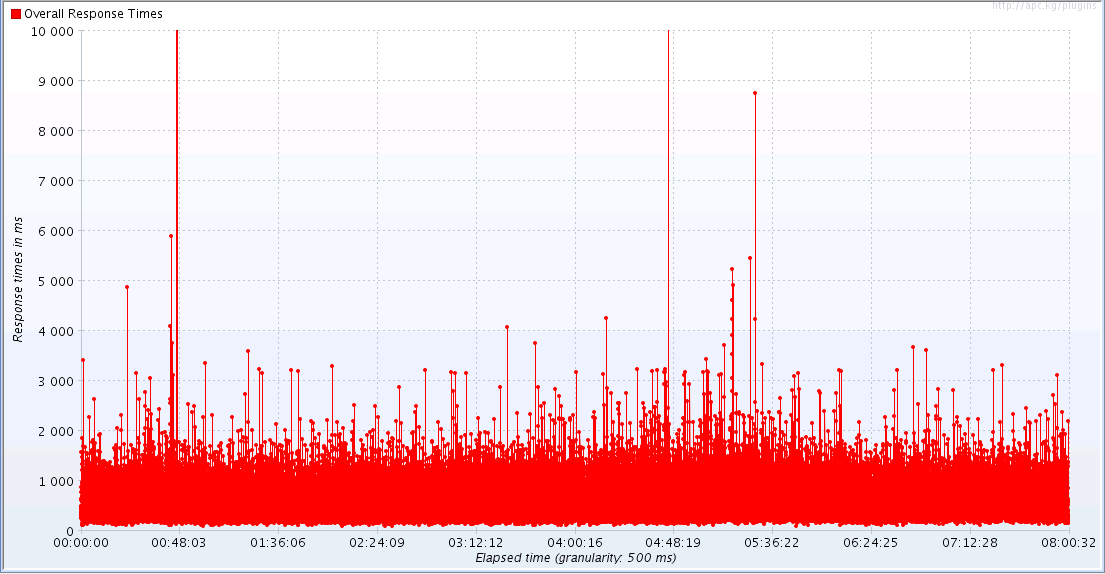 http://apc.kg/plugins
Overall Response Times
10 000
9 000
8 000
7 000
6 000
5 000
4 000
3 000
2 000
1 000
0
Response times in ms
00:00:00 00:48:03 01:36:06 02:24:09 03:12:12 04:00:16 04:48:19 05:36:22 06:24:25 07:12:28 08:00:32
Elapsed time (granularity: 500 ms)